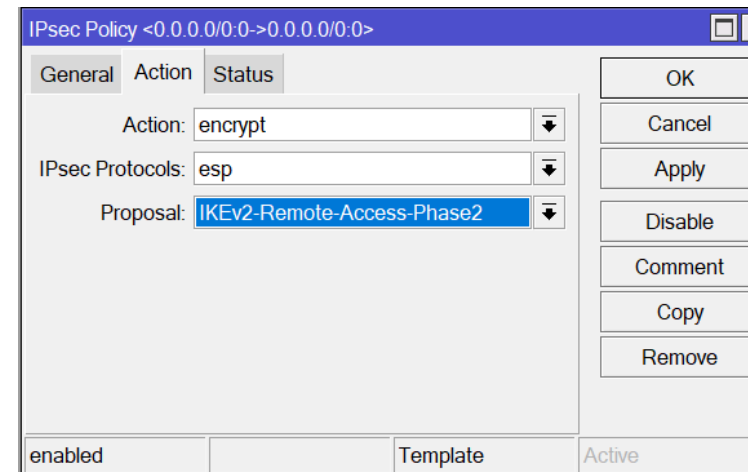 IPsec Policy <0.0.0.0/0:0->0.0.0.0/0:0>
General Action Status
Action: encrypt
IPsec Protocols: esp
Proposal: IKEv2-Remote-Access-Phase2
OK
Cancel
Apply
Disable
Comment
Copy
Remove
enabled Template Active